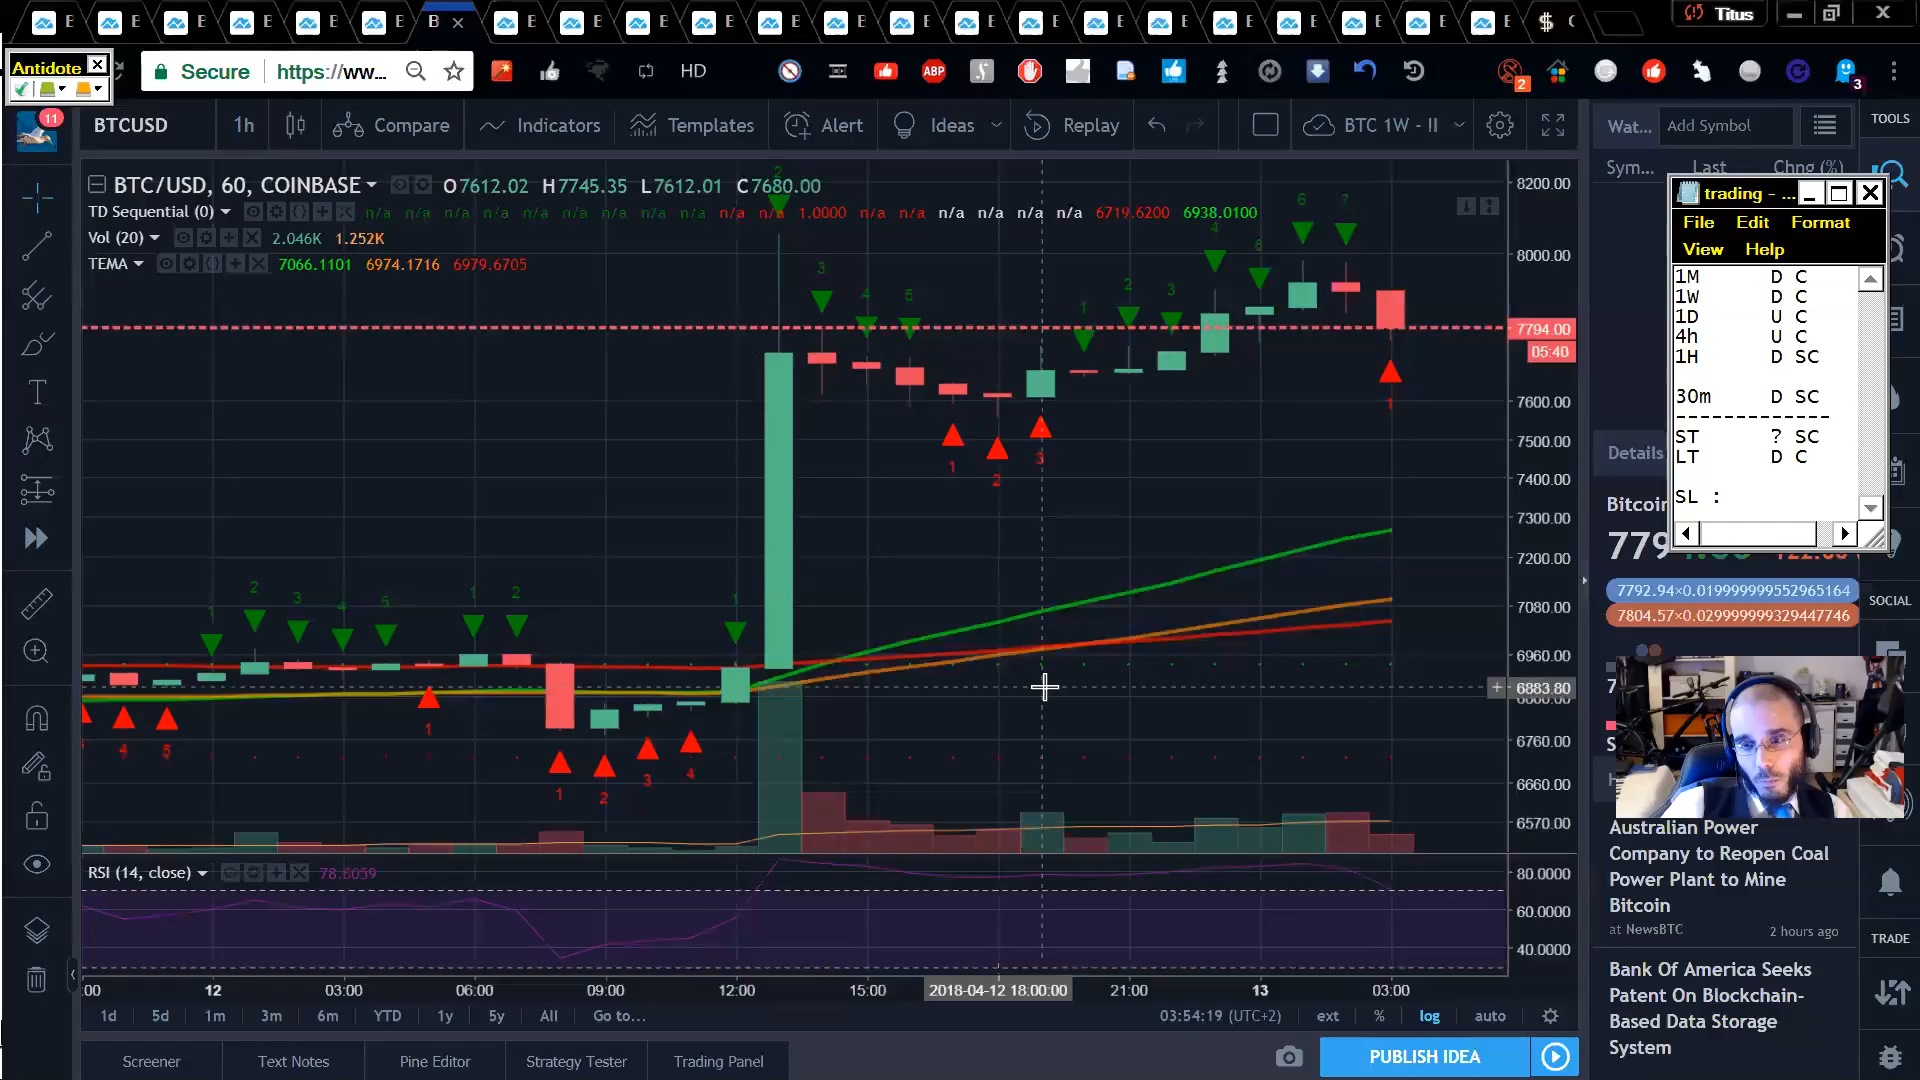 Titus
Antidote
Secure https://ww...
HD
ABP
2
3
11
BTCUSD 1h Compare Indicators Templates Alert Ideas Replay BTC 1W - II
Wat... Add Symbol TOOLS
Sym... Last Chng (%)
BTC/USD, 60, COINBASE O7612.02 H7745.35 L7612.01 C7680.00
TD Sequential (0) n/a n/a n/a n/a n/a n/a n/a n/a n/a n/a 1.0000 n/a n/a n/a n/a n/a n/a 6719.6200 6938.0100
Vol (20) 2.046K 1.252K
TEMA 7066.1101 6974.1716 6979.6705
8200.00
8000.00
7794.00
05:40
7600.00
7500.00
7400.00
7300.00
7200.00
7080.00
6960.00
6883.80
6760.00
6660.00
6570.00
trading - ...
File Edit Format
View Help
1M D C
1W D C
1D U C
4h U C
1H D SC
30m D SC
--------------
ST ? SC
LT D C
SL :
Details
7792.94×0.019999999552965164
7804.57×0.029999999329447746
SOCIAL
RSI (14, close) 78.6059
80.0000
60.0000
40.0000
12 03:00 06:00 09:00 12:00 15:00 2018-04-12 18:00:00 21:00 13 03:00
1d 5d 1m 3m 6m YTD 1y 5y All Go to... 03:54:19 (UTC+2) ext % log auto
Screener Text Notes Pine Editor Strategy Tester Trading Panel PUBLISH IDEA
Australian Power
Company to Reopen Coal
Power Plant to Mine
Bitcoin
at NewsBTC 2 hours ago
TRADE
Bank Of America Seeks
Patent On Blockchain-
Based Data Storage
System